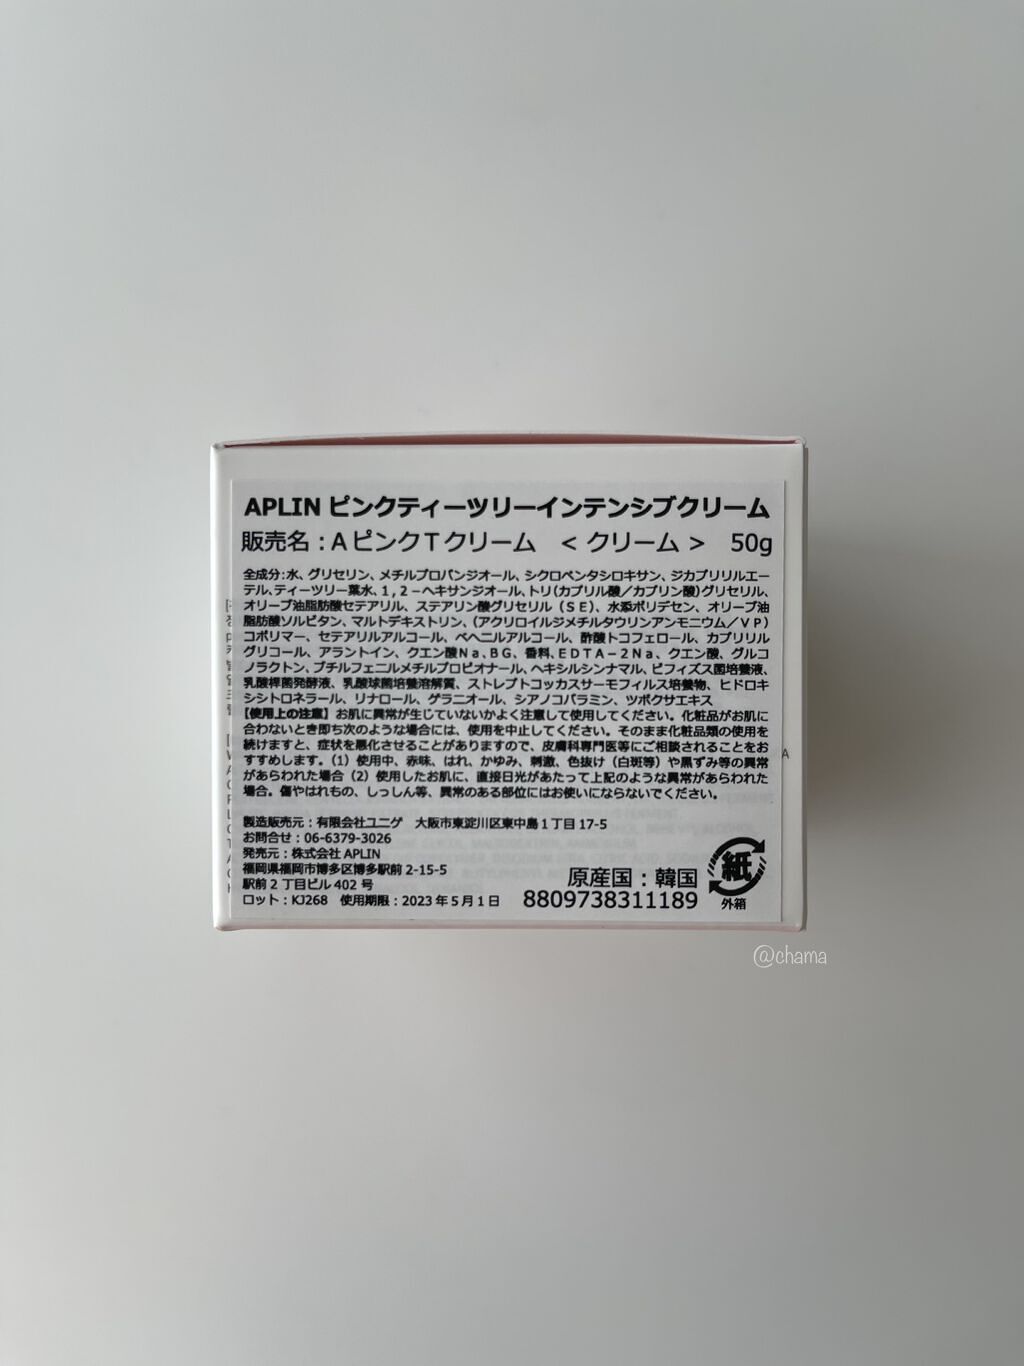 APLIN ピンクティーツリーインテンシブクリーム
販売名：AピンクTクリーム ＜クリーム＞ 50g
全成分：水、グリセリン、メチルプロパンジオール、シクロペンタシロキサン、ジカプリリルエー
テル、ティーツリー葉水、1，2－ヘキサンジオール、トリ（カプリル酸／カプリン酸）グリセリル、
オリーブ油脂肪酸セテアリル、ステアリン酸グリセリル（SE）、水添ポリデセン、オリーブ油
脂肪酸ソルビタン、マルトデキストリン、（アクリロイルジメチルタウリンアンモニウム／VP）
コポリマー、セテアリルアルコール、ベヘニルアルコール、酢酸トコフェロール、カプリリル
グリコール、アラントイン、クエン酸Na、BG、香料、EDTA－2Na、クエン酸、グルコ
ノラクトン、ブチルフェニルメチルプロピオナール、ヘキシルシンナマル、ビフィズス菌培養液、
乳酸桿菌発酵液、乳酸球菌培養溶解質、ストレプトコッカスサーモフィルス培養物、ヒドロキ
シシトロネラール、リナロール、ゲラニオール、シアノコバラミン、ツボクサエキス
【使用上の注意】お肌に異常が生じていないかよく注意して使用してください。化粧品がお肌に
合わないとき即ち次のような場合には、使用を中止してください。そのまま化粧品類の使用を
続けますと、症状を悪化させることがありますので、皮膚科専門医等にご相談されることをお
すすめします。（1）使用中、赤味、はれ、かゆみ、刺激、色抜け（白斑等）や黒ずみ等の異常
があらわれた場合（2）使用したお肌に、直接日光があたって上記のような異常があらわれた
場合。傷やはれもの、しっしん等、異常のある部位にはお使いにならないでください。
製造販売元：有限会社ユニゲ 大阪市東淀川区東中島1丁目17-5
お問合せ：06-6379-3026
発売元：株式会社 APLIN
福岡県福岡市博多区博多駅前 2-15-5
駅前２丁目ビル 402 号
ロット：KJ268 使用期限：2023年5月1日
原産国：韓国
8809738311189
紙
外箱
@chama